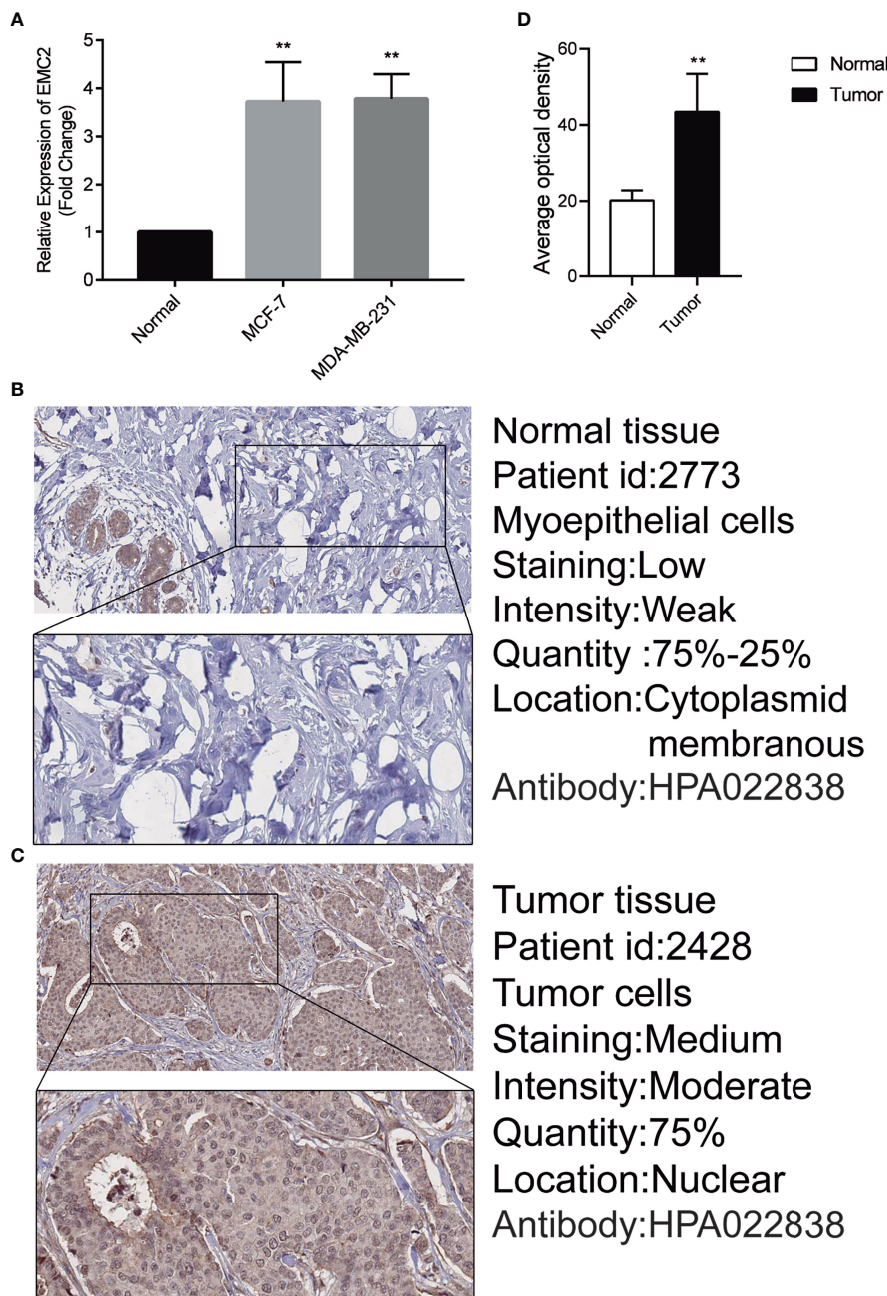 A
Relative Expression of EMC2
(Fold Change)
5
4
3
2
1
0
**
**
Normal
MCF-7
MDA-MB-231
D
Average optical density
60
40
20
0
**
Normal
Tumor
Normal
Tumor
B
Normal tissue
Patient id:2773
Myoepithelial cells
Staining:Low
Intensity:Weak
Quantity :75%-25%
Location:Cytoplasmid
membranous
Antibody:HPA022838
C
Tumor tissue
Patient id:2428
Tumor cells
Staining:Medium
Intensity:Moderate
Quantity:75%
Location:Nuclear
Antibody:HPA022838